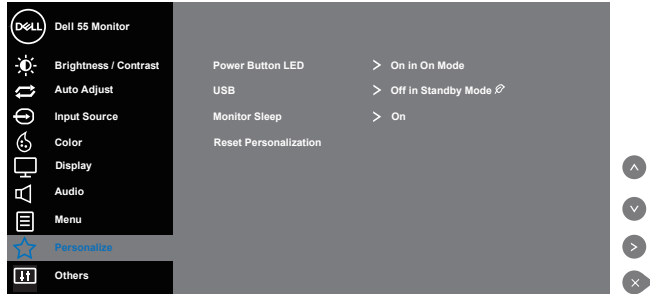 DELL Dell 55 Monitor
Brightness / Contrast Power Button LED > On in On Mode
Auto Adjust USB > Off in Standby Mode
Input Source Monitor Sleep > On
Color Reset Personalization
Display
Audio
Menu
Personalize
Others